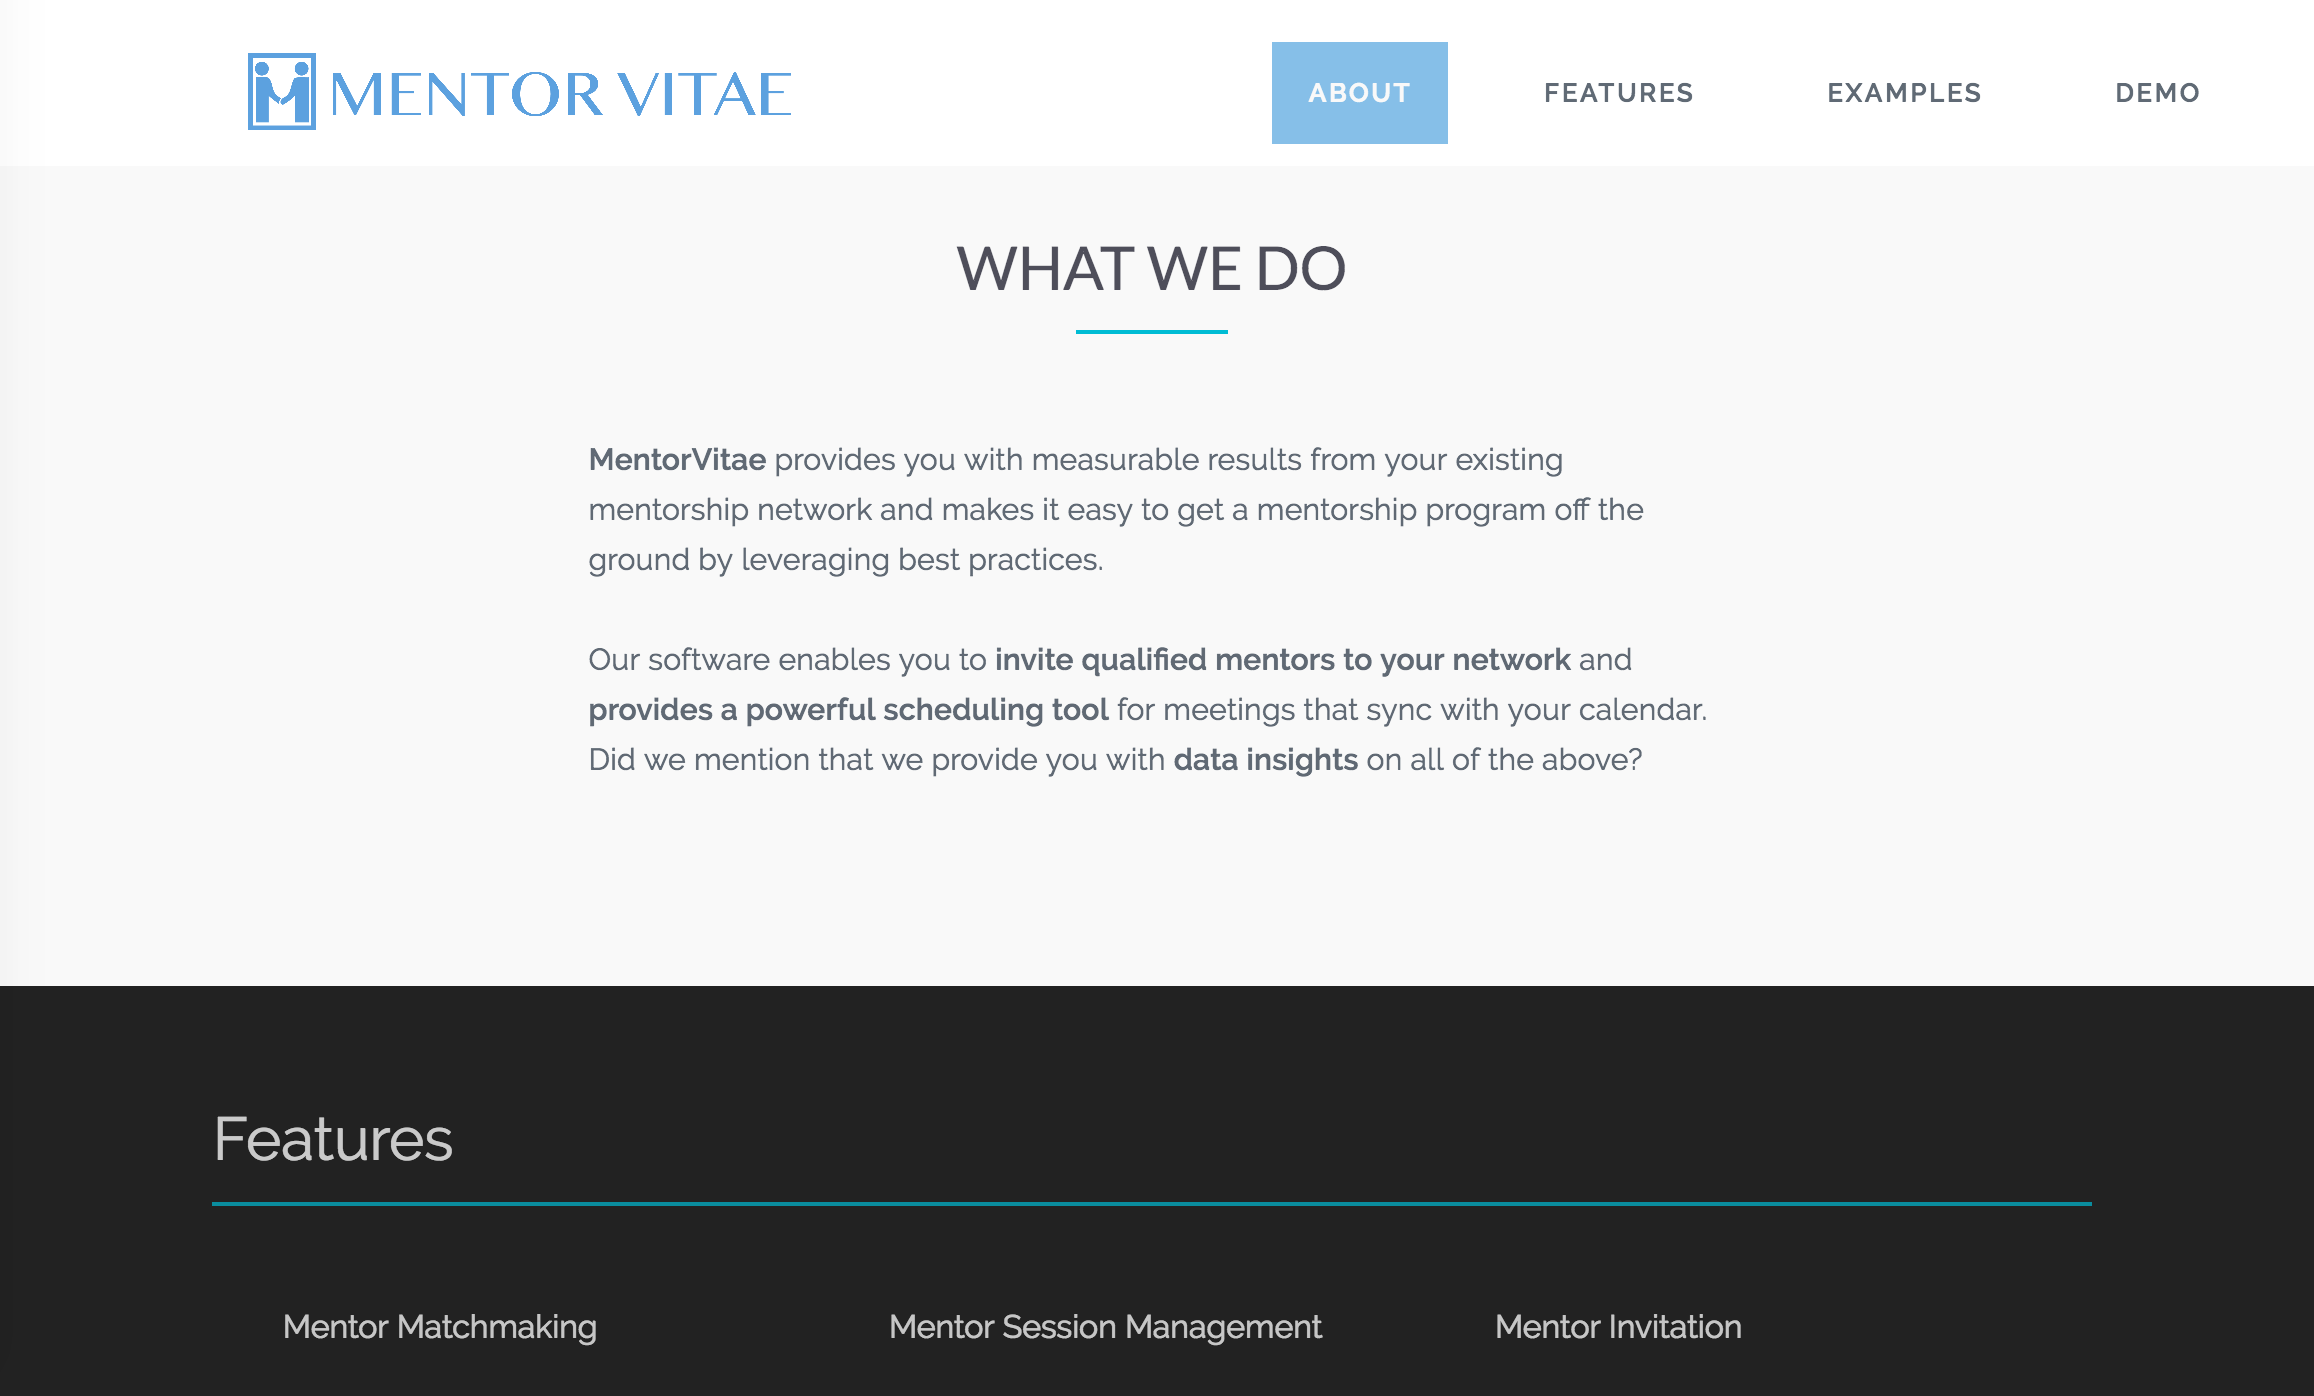 MENTOR VITAE
ABOUT
FEATURES
EXAMPLES
DEMO
WHAT WE DO
MentorVitae provides you with measurable results from your existing
mentorship network and makes it easy to get a mentorship program off the
ground by leveraging best practices.
Our software enables you to invite qualified mentors to your network and
provides a powerful scheduling tool for meetings that sync with your calendar.
Did we mention that we provide you with data insights on all of the above?
Features
Mentor Matchmaking
Mentor Session Management
Mentor Invitation